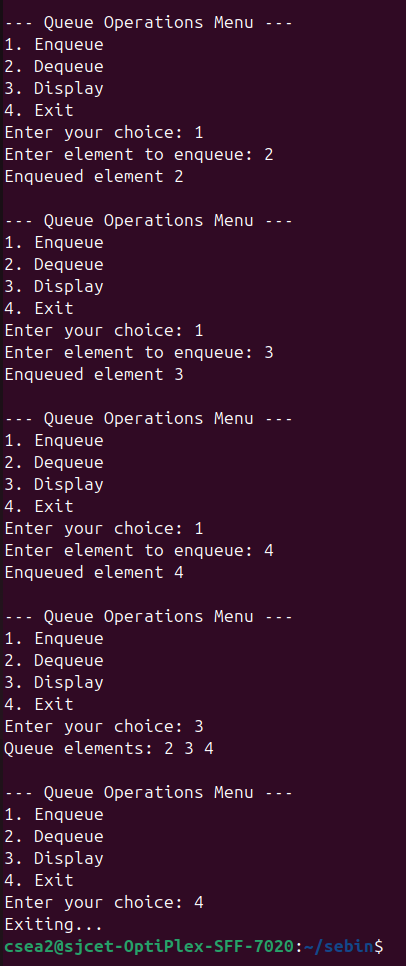 --- Queue Operations Menu ---
1. Enqueue
2. Dequeue
3. Display
4. Exit
Enter your choice: 1
Enter element to enqueue: 2
Enqueued element 2
--- Queue Operations Menu ---
1. Enqueue
2. Dequeue
3. Display
4. Exit
Enter your choice: 1
Enter element to enqueue: 3
Enqueued element 3
--- Queue Operations Menu ---
1. Enqueue
2. Dequeue
3. Display
4. Exit
Enter your choice: 1
Enter element to enqueue: 4
Enqueued element 4
--- Queue Operations Menu ---
1. Enqueue
2. Dequeue
3. Display
4. Exit
Enter your choice: 3
Queue elements: 2 3 4
--- Queue Operations Menu ---
1. Enqueue
2. Dequeue
3. Display
4. Exit
Enter your choice: 4
Exiting...
csea2@sjcet-OptiPlex-SFF-7020:~/sebin$